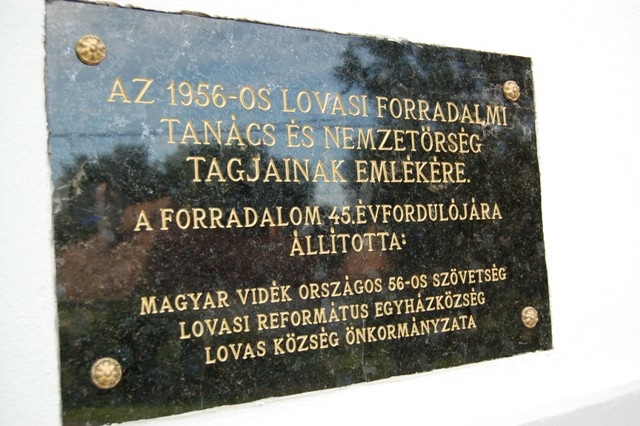 AZ 1956-OS LOVASI FORRADALMI
TANÁCS ÉS NEMZETŐRSÉG
TAGJAINAK EMLÉKÉRE.
A FORRADALOM 45.ÉVFORDULÓJÁRA
ÁLLÍTOTTA:
MAGYAR VIDÉK ORSZÁGOS 56-OS SZÖVETSÉG
LOVASI REFORMÁTUS EGYHÁZKÖZSÉG
LOVAS KÖZSÉG ÖNKORMÁNYZATA